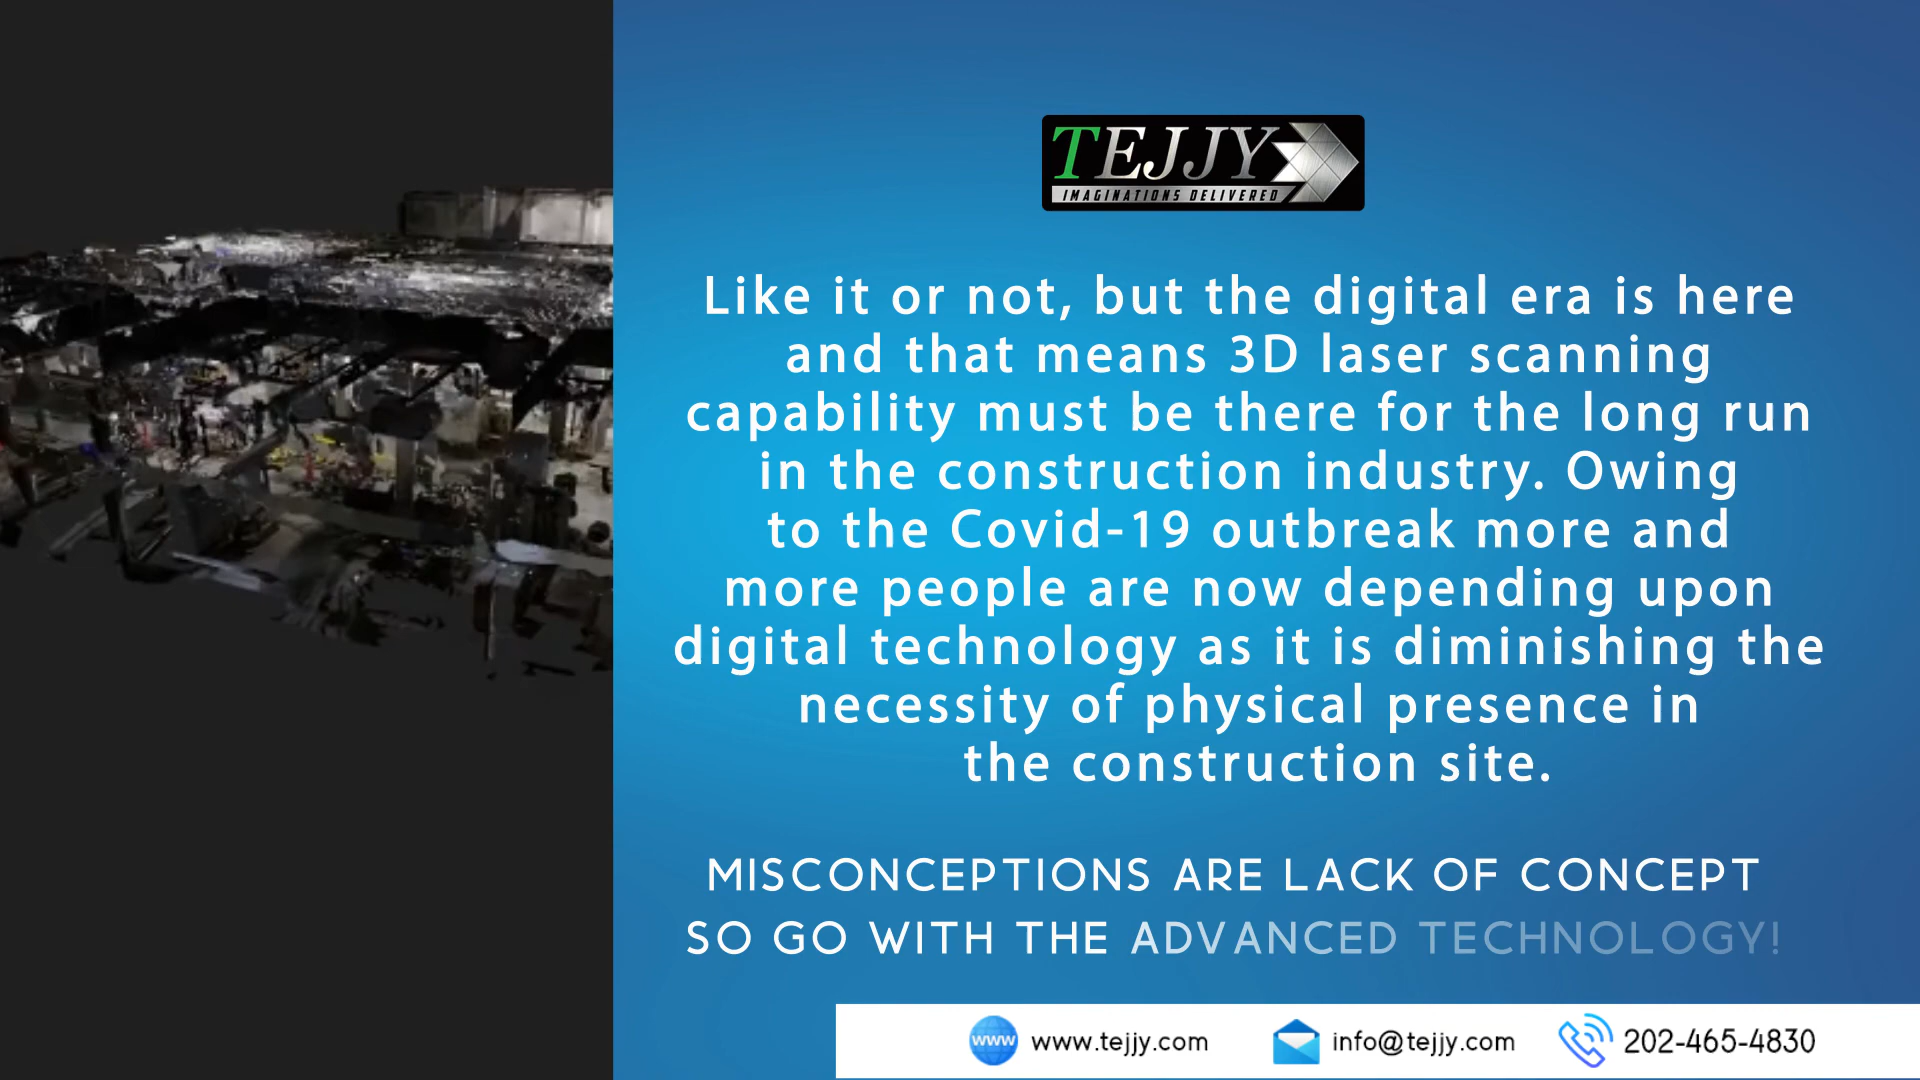 TEJJY
IMAGINATIONS DELIVERED
Like it or not, but the digital era is here
and that means 3D laser scanning
capability must be there for the long run
in the construction industry. Owing
to the Covid-19 outbreak more and
more people are now depending upon
digital technology as it is diminishing the
necessity of physical presence in
the construction site.
MISCONCEPTIONS ARE LACK OF CONCEPT
SO GO WITH THE ADVANCED TECHNOLOGY!
www www.tejjy.com info@tejjy.com 202-465-4830